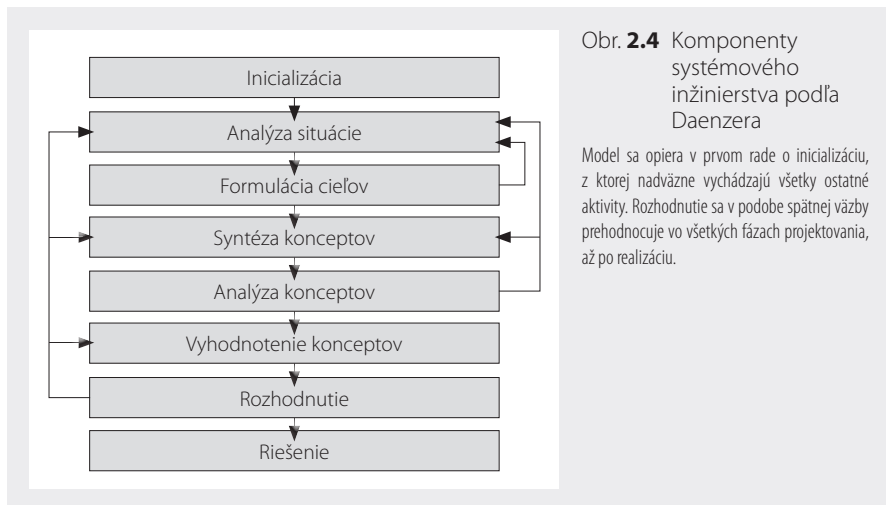 Inicializácia
Analýza situácie
Formulácia cieľov
Syntéza konceptov
Analýza konceptov
Vyhodnotenie konceptov
Rozhodnutie
Riešenie
Obr. 2.4 Komponenty
systémového
inžinierstva podľa
Daenzera
Model sa opiera v prvom rade o inicializáciu,
z ktorej nadväzne vychádzajú všetky ostatné
aktivity. Rozhodnutie sa v podobe spätnej väzby
prehodnocuje vo všetkých fázach projektovania,
až po realizáciu.